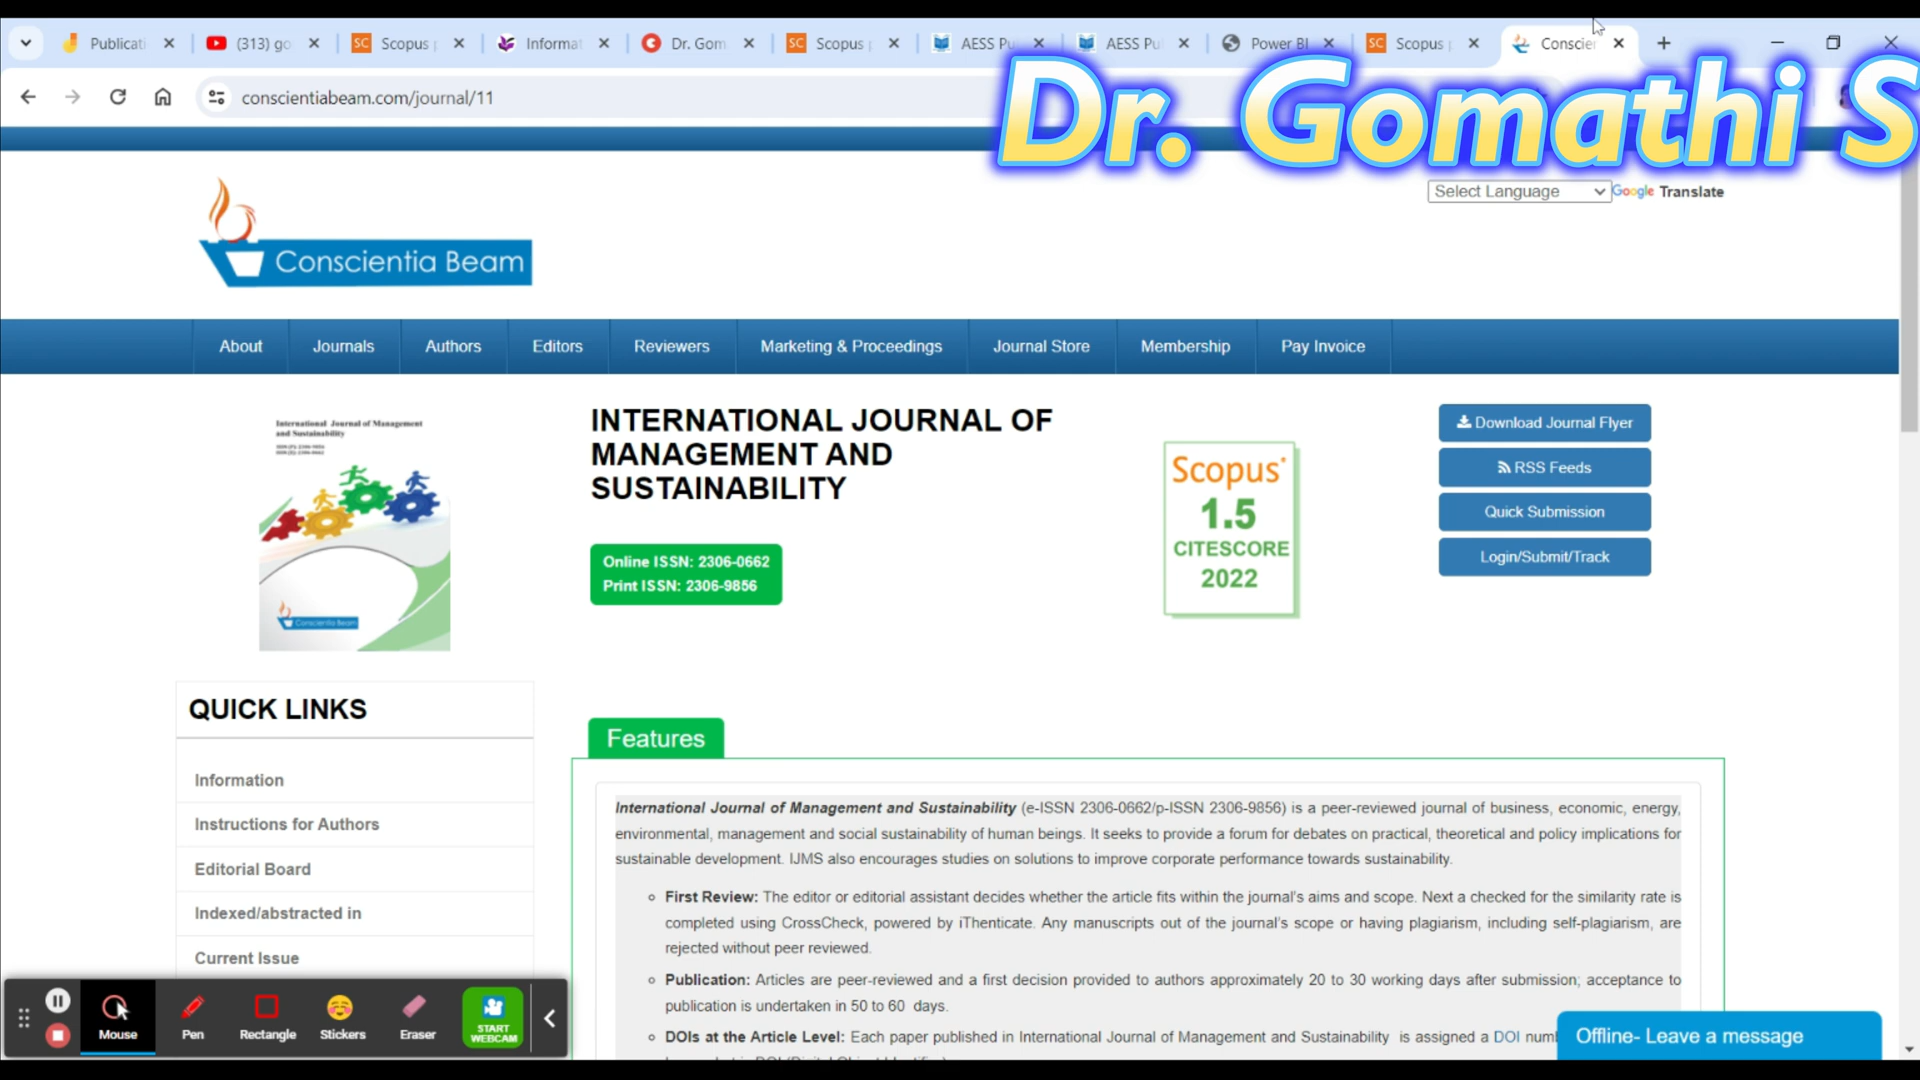 Publicati
(313) go
Scopus
Informat
Dr. Gom
Scopus
AESS Pu
AESS Pu
Power BI
Scopus
Conscie
conscientiabeam.com/journal/11
Dr. Gomathi S
Select Language
Google Translate
Conscientia Beam
About
Journals
Authors
Editors
Reviewers
Marketing & Proceedings
Journal Store
Membership
Pay Invoice
International Journal of Management
and Sustainability
Conscientia Beam
INTERNATIONAL JOURNAL OF
MANAGEMENT AND
SUSTAINABILITY
Online ISSN: 2306-0662
Print ISSN: 2306-9856
Scopus
1.5
CITESCORE
2022
Download Journal Flyer
RSS Feeds
Quick Submission
Login/Submit/Track
QUICK LINKS
Information
Instructions for Authors
Editorial Board
Indexed/abstracted in
Current Issue
Features
International Journal of Management and Sustainability (e-ISSN 2306-0662/p-ISSN 2306-9856) is a peer-reviewed journal of business, economic, energy,
environmental, management and social sustainability of human beings. It seeks to provide a forum for debates on practical, theoretical and policy implications for
sustainable development. IJMS also encourages studies on solutions to improve corporate performance towards sustainability.
First Review: The editor or editorial assistant decides whether the article fits within the journal's aims and scope. Next a checked for the similarity rate is
completed using CrossCheck, powered by iThenticate. Any manuscripts out of the journal's scope or having plagiarism, including self-plagiarism, are
rejected without peer reviewed.
Publication: Articles are peer-reviewed and a first decision provided to authors approximately 20 to 30 working days after submission; acceptance to
publication is undertaken in 50 to 60 days.
DOIs at the Article Level: Each paper published in International Journal of Management and Sustainability is assigned a DOI num
Mouse
Pen
Rectangle
Stickers
Eraser
START
WEBCAM
Offline- Leave a message